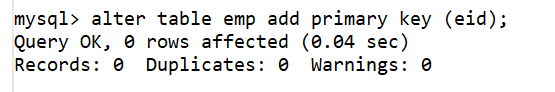 mysql> alter table emp add primary key (eid);
Query OK, 0 rows affected (0.04 sec)
Records: 0  Duplicates: 0  Warnings: 0